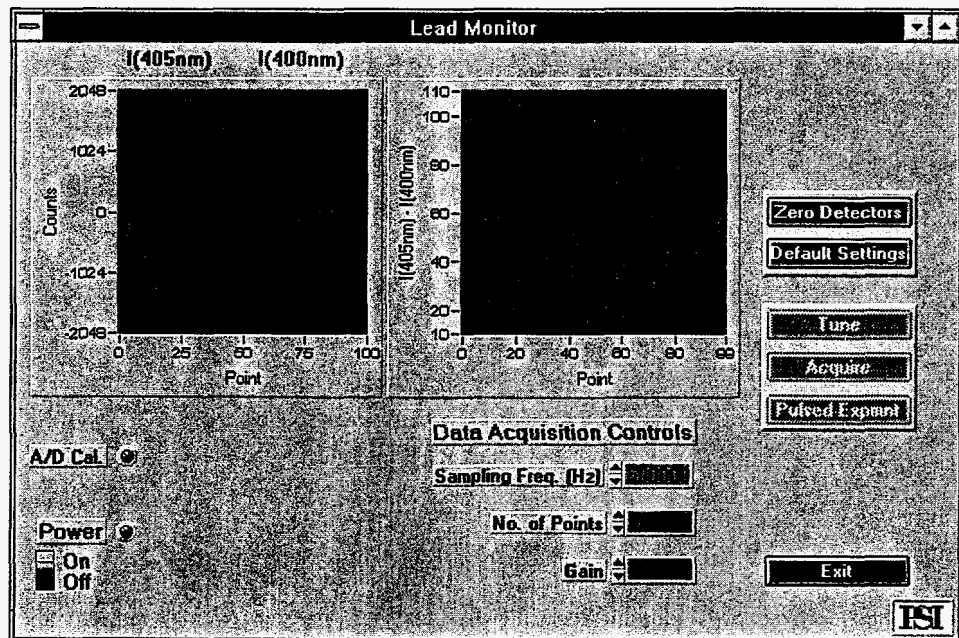 Lead Monitor
I(405nm) I(400nm)
2048
1024
0
-1024
-2048
Counts
0 25 50 75 100
Point
110
100
80
60
40
20
10
I(405nm) - I(400nm)
0 20 40 60 80 99
Point
Zero Detectors
Default Settings
Tune
Acquire
Pulsed Expmnt
Data Acquisition Controls
A/D Cal.
Sampling Freq. (Hz)
No. of Points
Power
On
Off
Gain
Exit
PSI